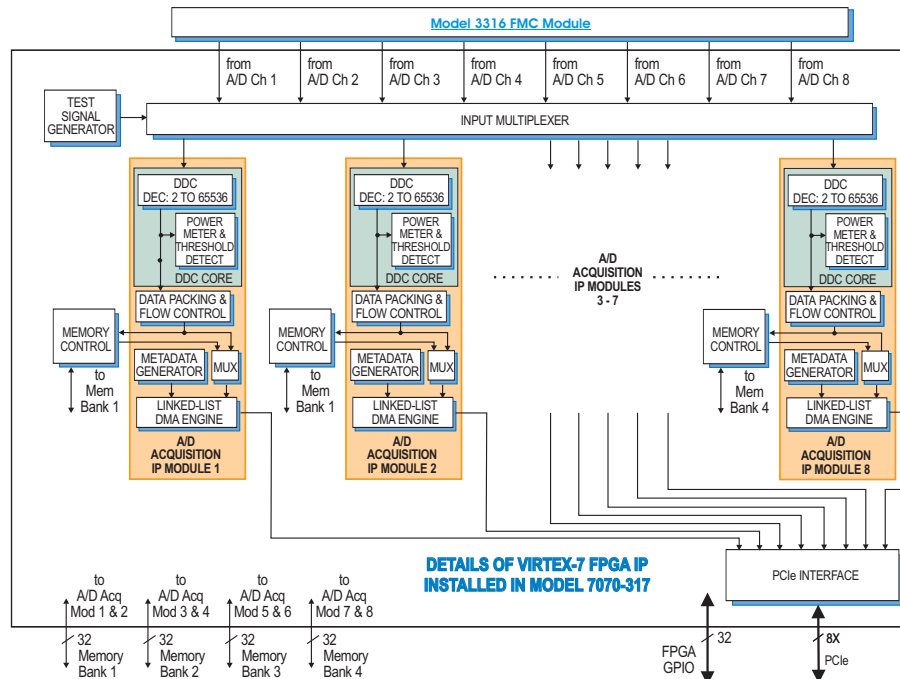 Model 3316 FMC Module
from
A/D Ch 1
from
A/D Ch 2
from
A/D Ch 3
from
A/D Ch 4
from
A/D Ch 5
from
A/D Ch 6
from
A/D Ch 7
from
A/D Ch 8
TEST
SIGNAL
GENERATOR
INPUT MULTIPLEXER
DDC
DEC: 2 TO 65536
POWER
METER &
THRESHOLD
DETECT
DDC CORE
DATA PACKING &
FLOW CONTROL
MEMORY
CONTROL
to
Mem
Bank 1
METADATA
GENERATOR
MUX
LINKED-LIST
DMA ENGINE
A/D
ACQUISITION
IP MODULE 1
DDC
DEC: 2 TO 65536
POWER
METER &
THRESHOLD
DETECT
DDC CORE
DATA PACKING &
FLOW CONTROL
MEMORY
CONTROL
to
Mem
Bank 1
METADATA
GENERATOR
MUX
LINKED-LIST
DMA ENGINE
A/D
ACQUISITION
IP MODULE 2
A/D
ACQUISITION
IP MODULES
3 - 7
DDC
DEC: 2 TO 65536
POWER
METER &
THRESHOLD
DETECT
DDC CORE
DATA PACKING &
FLOW CONTROL
MEMORY
CONTROL
to
Mem
Bank 4
METADATA
GENERATOR
MUX
LINKED-LIST
DMA ENGINE
A/D
ACQUISITION
IP MODULE 8
DETAILS OF VIRTEX-7 FPGA IP
INSTALLED IN MODEL 7070-317
PCIe INTERFACE
to
A/D Acq
Mod 1 & 2
to
A/D Acq
Mod 3 & 4
to
A/D Acq
Mod 5 & 6
to
A/D Acq
Mod 7 & 8
32
Memory
Bank 1
32
Memory
Bank 2
32
Memory
Bank 3
32
Memory
Bank 4
32
FPGA
GPIO
8X
PCIe